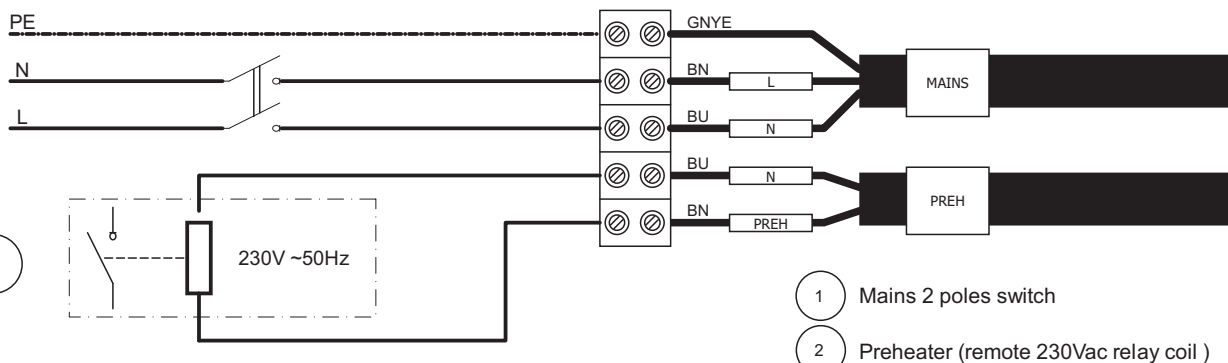 PE
GNYE
N
BN
L
MAINS
L
BU
N
BU
N
PREH
BN
PREH
230V ~50Hz
1 Mains 2 poles switch
2 Preheater (remote 230Vac relay coil )